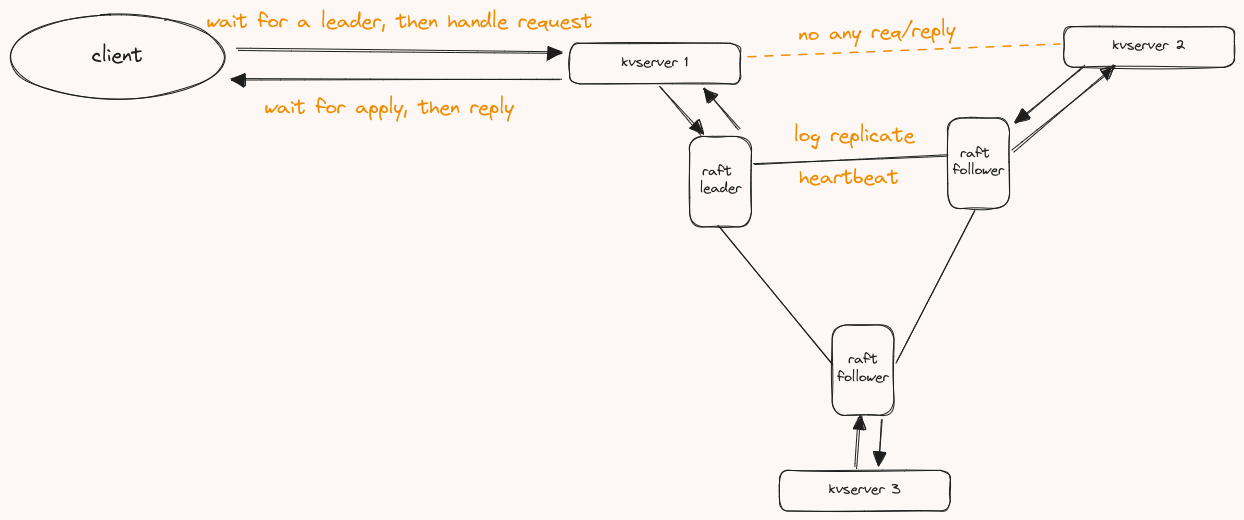 wait for a leader, then handle request
client
kvserver 1
no any req/reply
kvserver 2
wait for apply, then reply
log replicate
heartbeat
raft
leader
raft
follower
raft
follower
kvserver 3